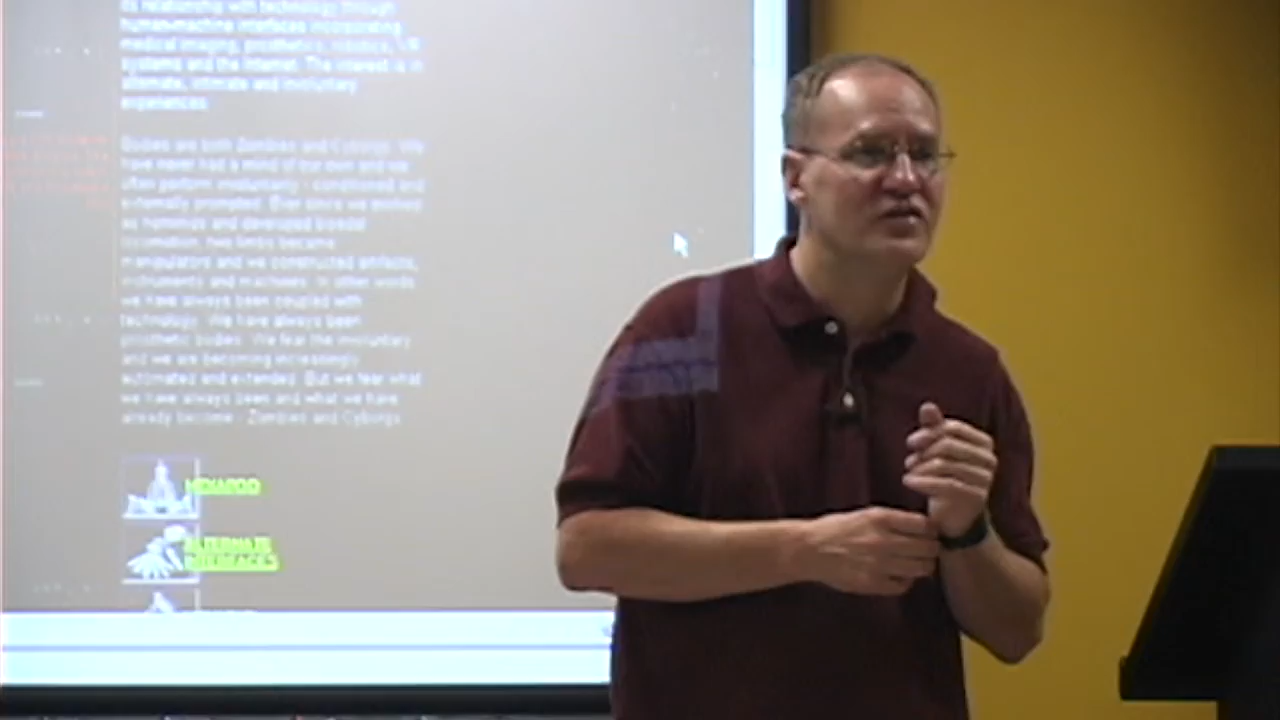 its relationship with technology through
human-machine interfaces incorporating
medical imaging, prosthetics, robotics, VR
systems and the Internet. The interest is in
alternate, intimate and involuntary
experiences.
Bodies are both Zombies and Cyborgs. We
have never had a mind of our own and we
often perform involuntarily - conditioned and
externally prompted. Ever since we evolved
as hominids and developed bipedal
locomotion, two limbs became
manipulators and we constructed artifacts,
instruments and machines. In other words
we have always been coupled with
technology. We have always been
prosthetic bodies. We fear the involuntary
and we are becoming increasingly
automated and extended. But we fear what
we have always been and what we have
already become - Zombies and Cyborgs.
HEXAPOD
ALTERNATE
INTERFACES